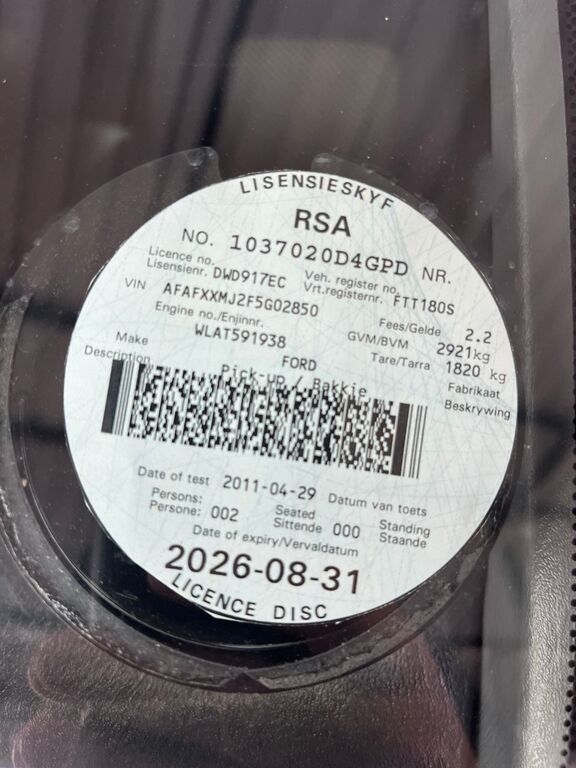 LISENSIESKYF
RSA
NO. 1037020D4GPD NR.
Licence no. Veh. register no.
Lisensienr. DWD917EC Vrt.registernr. FTT180S
VIN AFAFXXMJ2F5G02850 Fees/Gelde 2.2
Engine no./Enjinnr. GVM/BVM 2921kg
WLAT591938 Tare/Tarra 1820 kg
Make FORD Fabrikaat
Description Pick-UP / Bakkie Beskrywing
Date of test 2011-04-29 Datum van toets
Persons: Seated Standing
Persone: 002 Sittende 000 Staande
Date of expiry/Vervaldatum
2026-08-31
LICENCE DISC